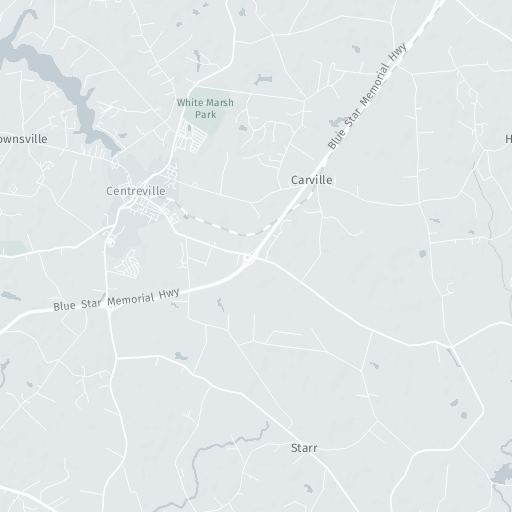 Blue Star Memorial Hwy
White Marsh
Park
ownsville
H
Carville
Centreville
Blue Star Memorial Hwy
Starr